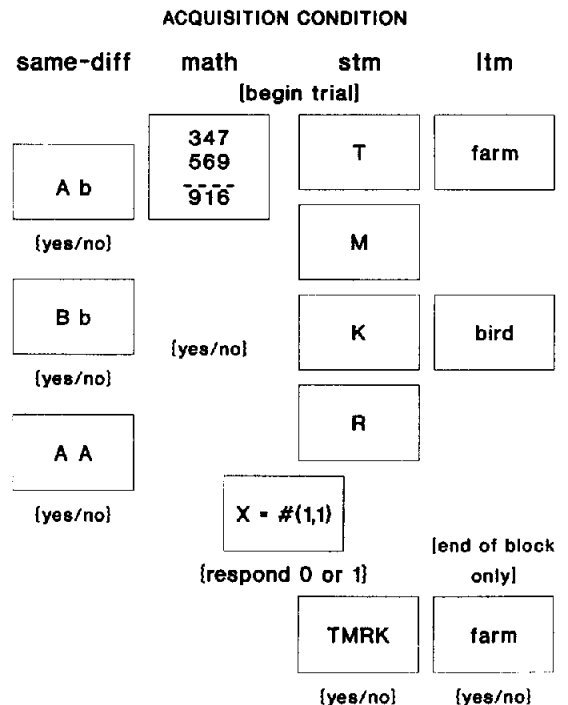 ACQUISITION CONDITION
same-diff math stm ltm
[begin trial]
347
569
----
916
A b
{yes/no}
B b
{yes/no}
A A
{yes/no}
{yes/no}
T
M
K
R
farm
bird
X = #(1,1)
{respond 0 or 1}
[end of block
only]
TMRK
{yes/no}
farm
{yes/no}